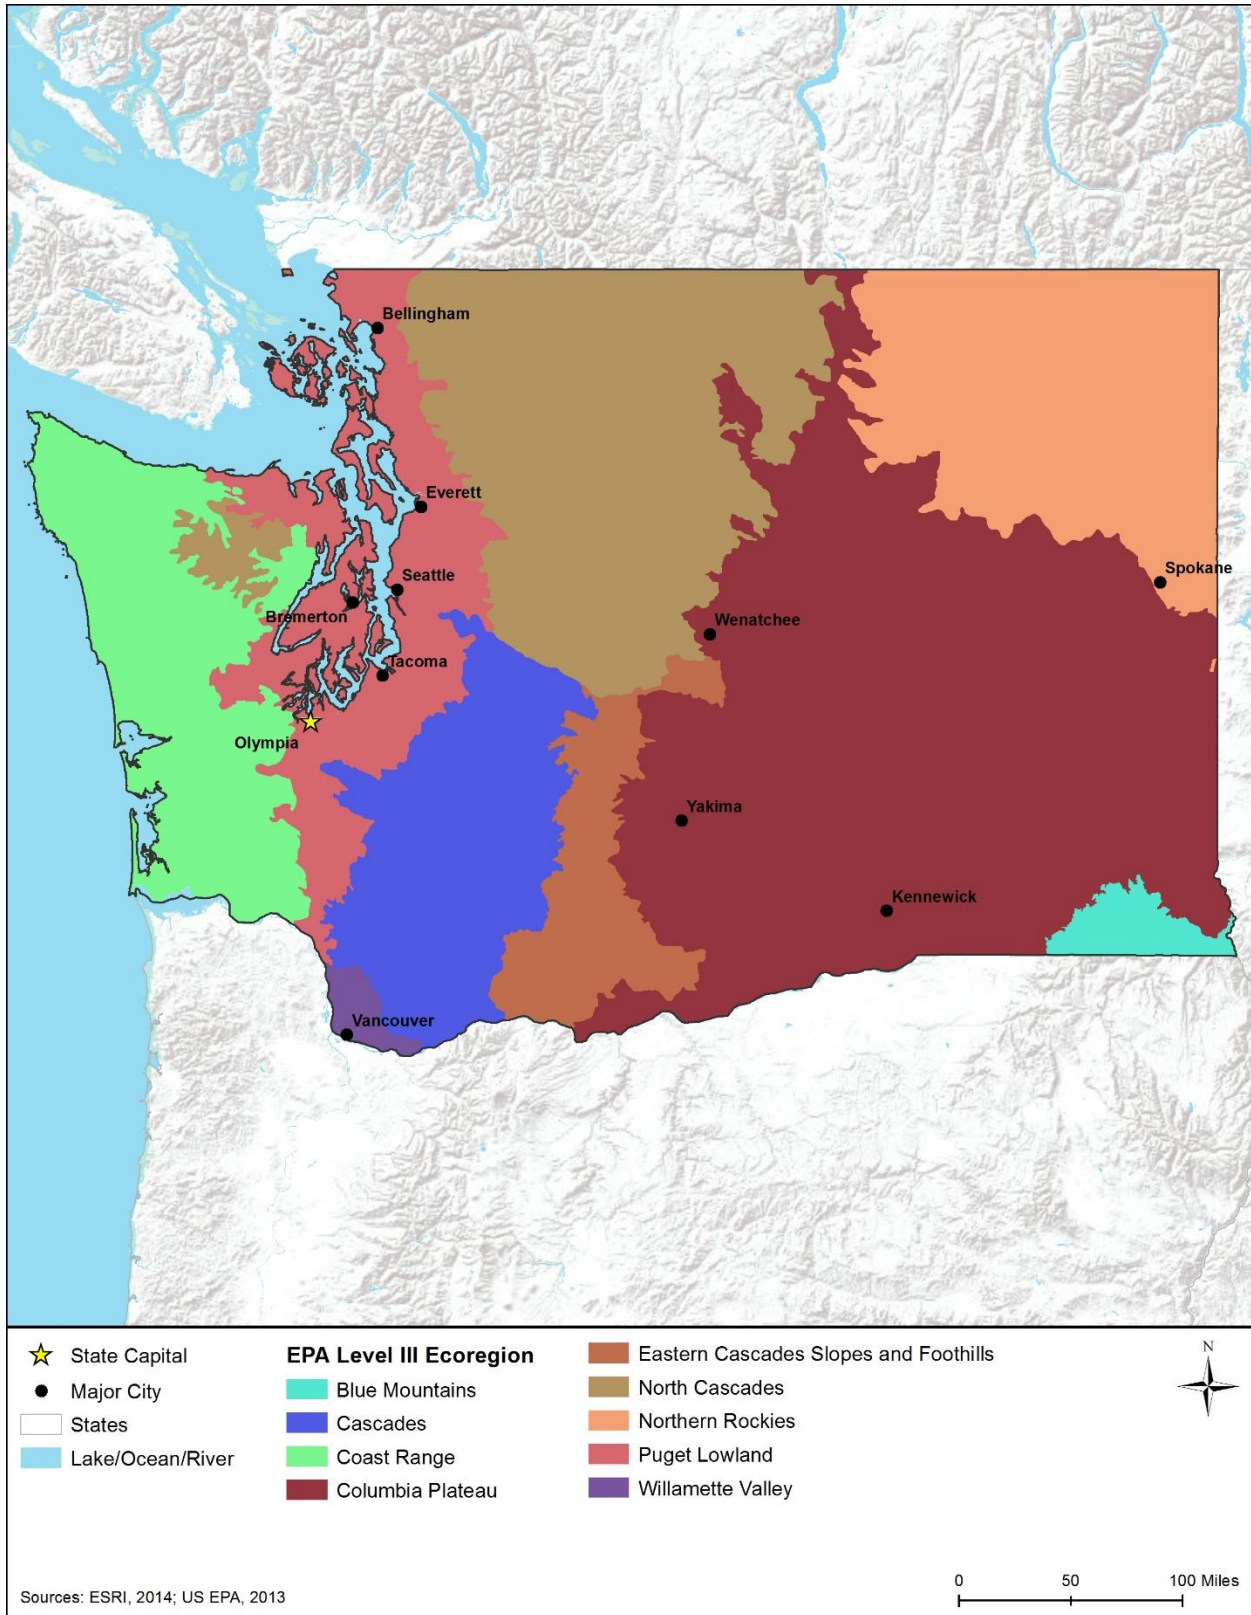 Bellingham
Everett
Seattle
Bremerton
Spokane
Wenatchee
Tacoma
Olympia
Yakima
Kennewick
Vancouver
State Capital
Major City
States
Lake/Ocean/River
EPA Level III Ecoregion
Blue Mountains
Cascades
Coast Range
Columbia Plateau
Eastern Cascades Slopes and Foothills
North Cascades
Northern Rockies
Puget Lowland
Willamette Valley
N
Sources: ESRI, 2014; US EPA, 2013
0 50 100 Miles